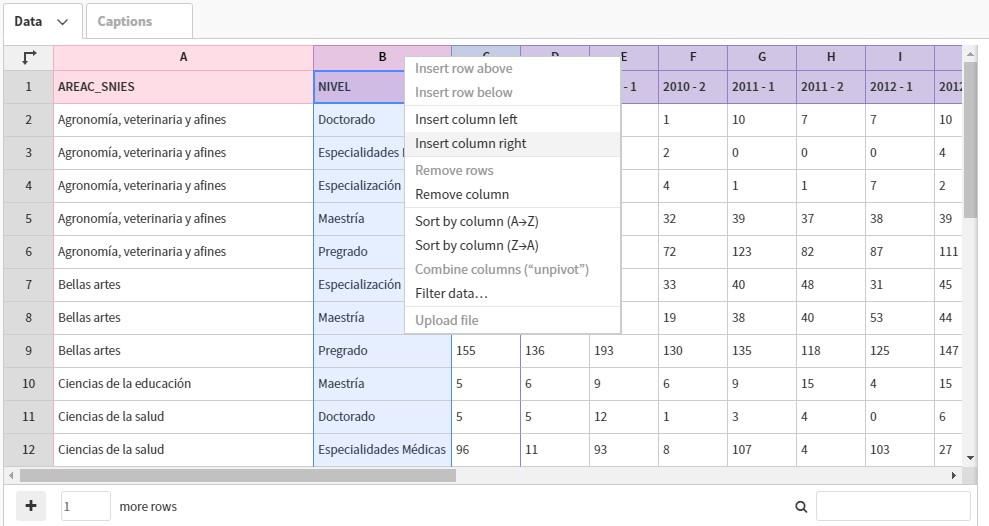 Data Captions
A B C D E F G H I
1 AREAC_SNIES NIVEL - 1 2010 - 2 2011 - 1 2011 - 2 2012 - 1 2012
2 Agronomía, veterinaria y afines Doctorado 1 10 7 7 10
3 Agronomía, veterinaria y afines Especialidades 2 0 0 0 4
4 Agronomía, veterinaria y afines Especialización 4 1 1 7 2
5 Agronomía, veterinaria y afines Maestría 32 39 37 38 39
6 Agronomía, veterinaria y afines Pregrado 72 123 82 87 111
7 Bellas artes Especialización 33 40 48 31 45
8 Bellas artes Maestría 19 38 40 53 44
9 Bellas artes Pregrado 155 136 193 130 135 118 125 147
10 Ciencias de la educación Maestría 5 6 9 6 9 15 4 15
11 Ciencias de la salud Doctorado 5 5 12 1 3 4 0 6
12 Ciencias de la salud Especialidades Médicas 96 11 93 8 107 4 103 27
Insert row above
Insert row below
Insert column left
Insert column right
Remove rows
Remove column
Sort by column (A→Z)
Sort by column (Z→A)
Combine columns (“unpivot”)
Filter data…
Upload file
+ 1 more rows